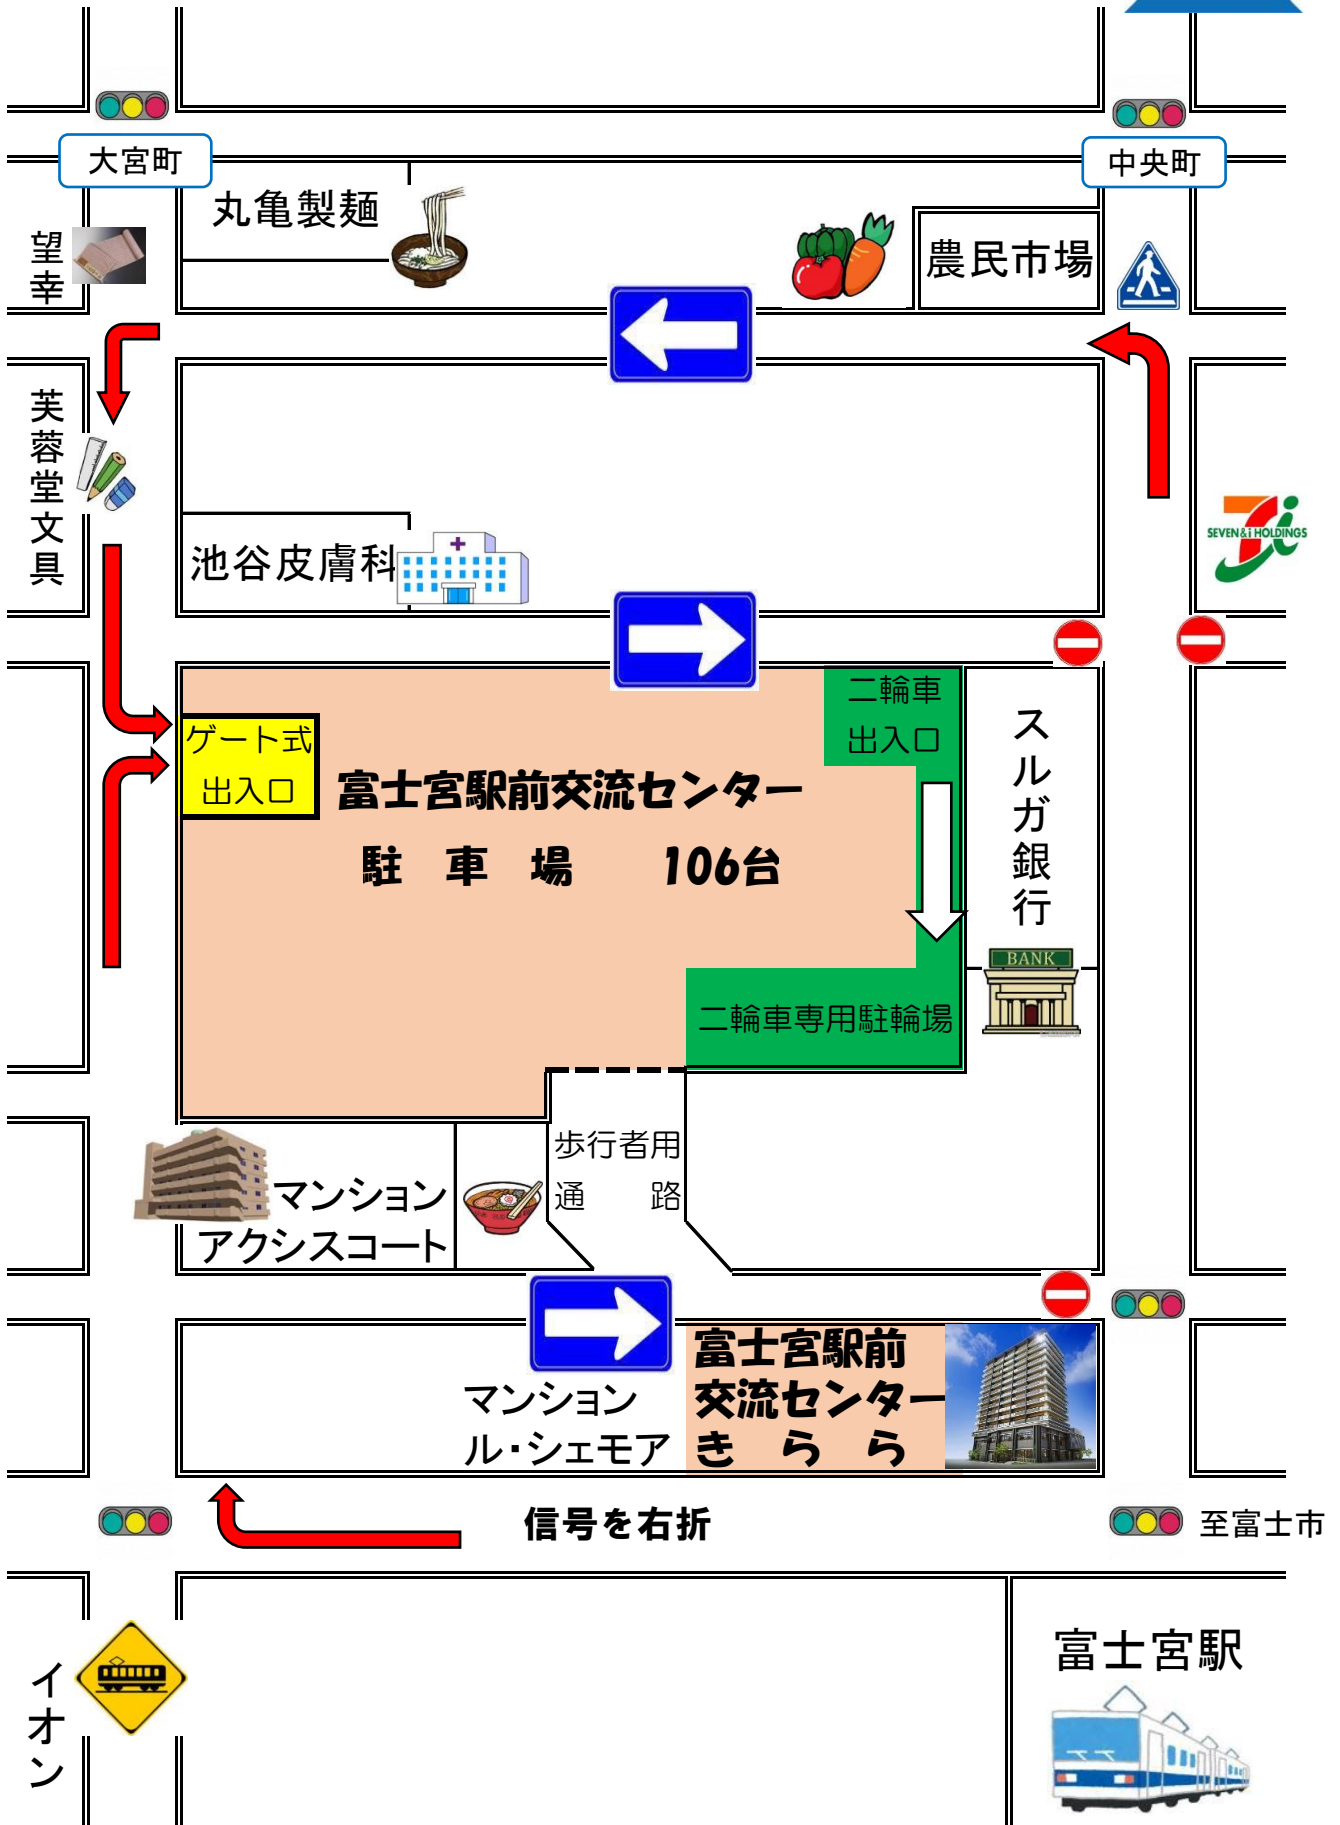 大宮町
中央町
丸亀製麺
望幸
農民市場
芙蓉堂文具
池谷皮膚科
SEVEN&i HOLDINGS
二輪車
出入口
ゲート式
出入口
富士宮駅前交流センター
駐車場 106台
スルガ銀行
BANK
二輪車専用駐輪場
歩行者用
通 路
マンション
アクシスコート
富士宮駅前
交流センター
きらら
マンション
ル・シェモア
信号を右折
至富士市
富士宮駅
イオン